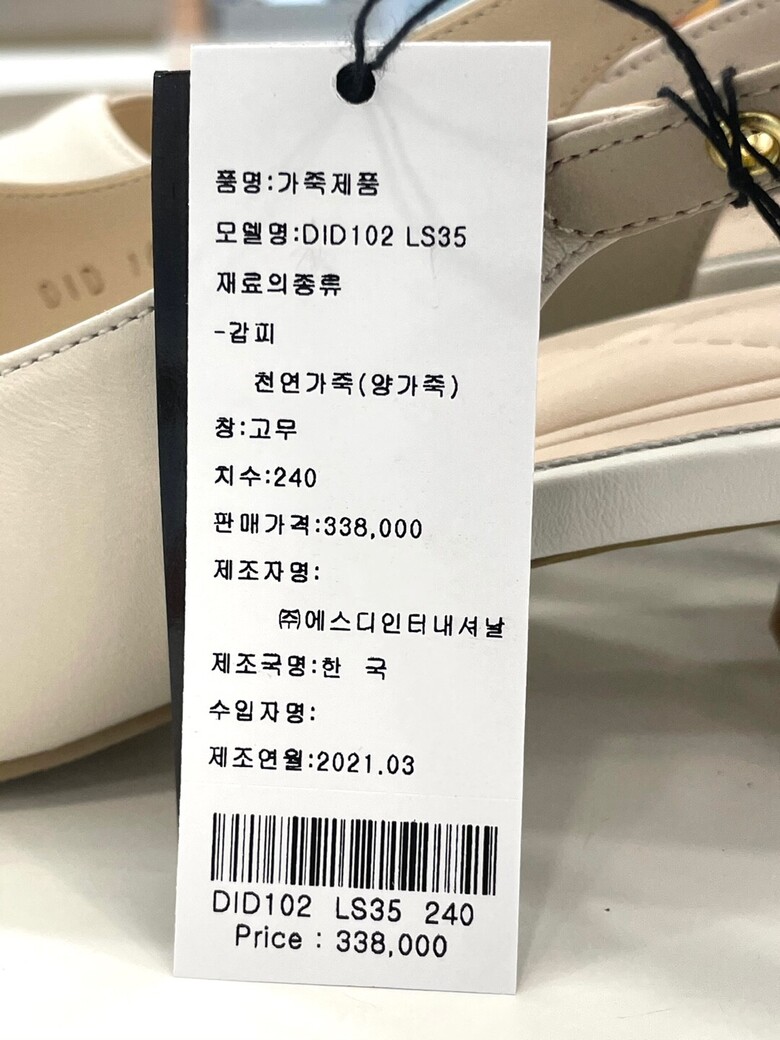 품명:가죽제품
모델명:DID102 LS35
재료의종류
-갑피
천연가죽(양가죽)
창:고무
치수:240
판매가격:338,000
제조자명:
㈜에스디인터내셔날
제조국명:한 국
수입자명:
제조연월:2021.03
DID102 LS35 240
Price : 338,000
DID